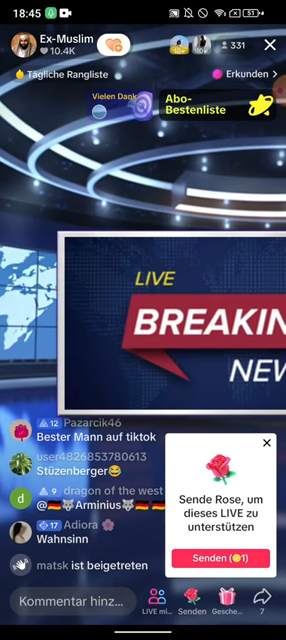 18:45
51
Ex-Muslim
10.4K
331
Tägliche Rangliste
Erkunden >
Vielen Dank
Abo-
Bestenliste
LIVE
BREAKIN
NEW
12 Pazarcik46
Bester Mann auf tiktok
user4826853780613
Stüzenberger😂
d
9 dragon of the west
@🇩🇪🐺Arminius🐺🇩🇪
17 Adiora 🌸
Wahnsinn
matsk ist beigetreten
Sende Rose, um
dieses LIVE zu
unterstützen
Senden (1)
Kommentar hinz...
LIVE mi...
Senden
Gesche...
7